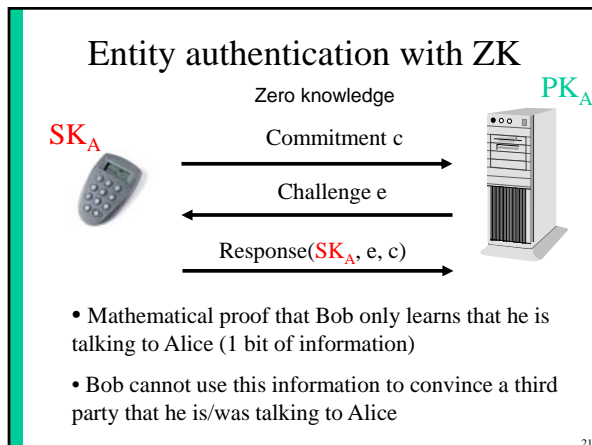 Entity authentication with ZK
Zero knowledge
PKA
SKA
Commitment c
Challenge e
Response(SKA, e, c)
• Mathematical proof that Bob only learns that he is
talking to Alice (1 bit of information)
• Bob cannot use this information to convince a third
party that he is/was talking to Alice
21